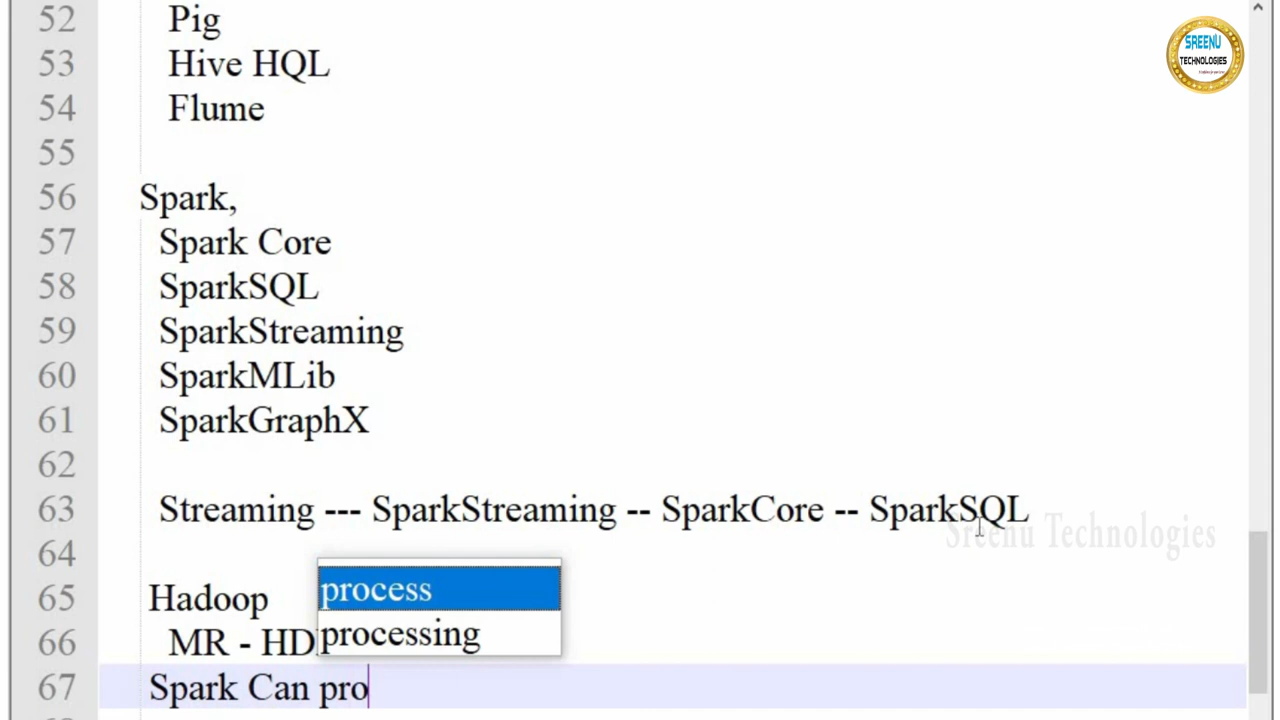 52 Pig
53 Hive HQL
54 Flume
55
56 Spark,
57 Spark Core
58 SparkSQL
59 SparkStreaming
60 SparkMLib
61 SparkGraphX
62
63 Streaming --- SparkStreaming -- SparkCore -- SparkSQL
64
65 Hadoop
66 MR - HD
67 Spark Can pro
process
processing
SREENU
TECHNOLOGIES
Sreenu Technologies